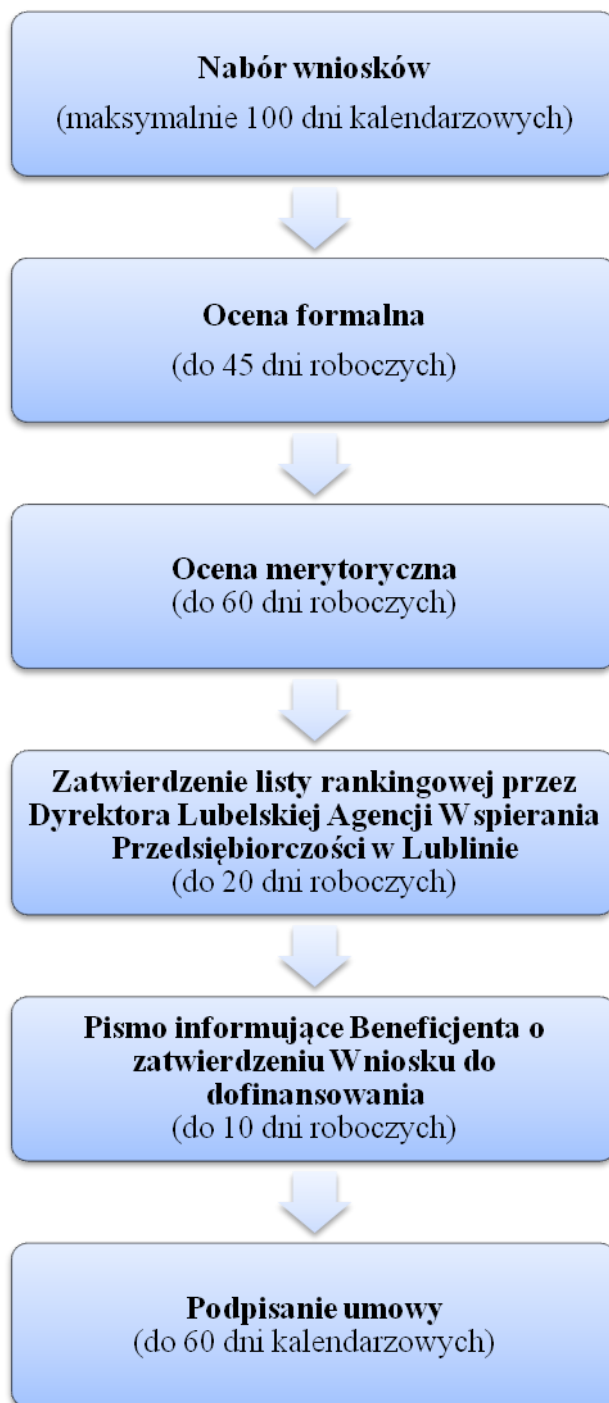 Nabór wniosków
(maksymalnie 100 dni kalendarzowych)
Ocena formalna
(do 45 dni roboczych)
Ocena merytoryczna
(do 60 dni roboczych)
Zatwierdzenie listy rankingowej przez
Dyrektora Lubelskiej Agencji Wspierania
Przedsiębiorczości w Lublinie
(do 20 dni roboczych)
Pismo informujące Beneficjenta o
zatwierdzeniu Wniosku do
dofinansowania
(do 10 dni roboczych)
Podpisanie umowy
(do 60 dni kalendarzowych)